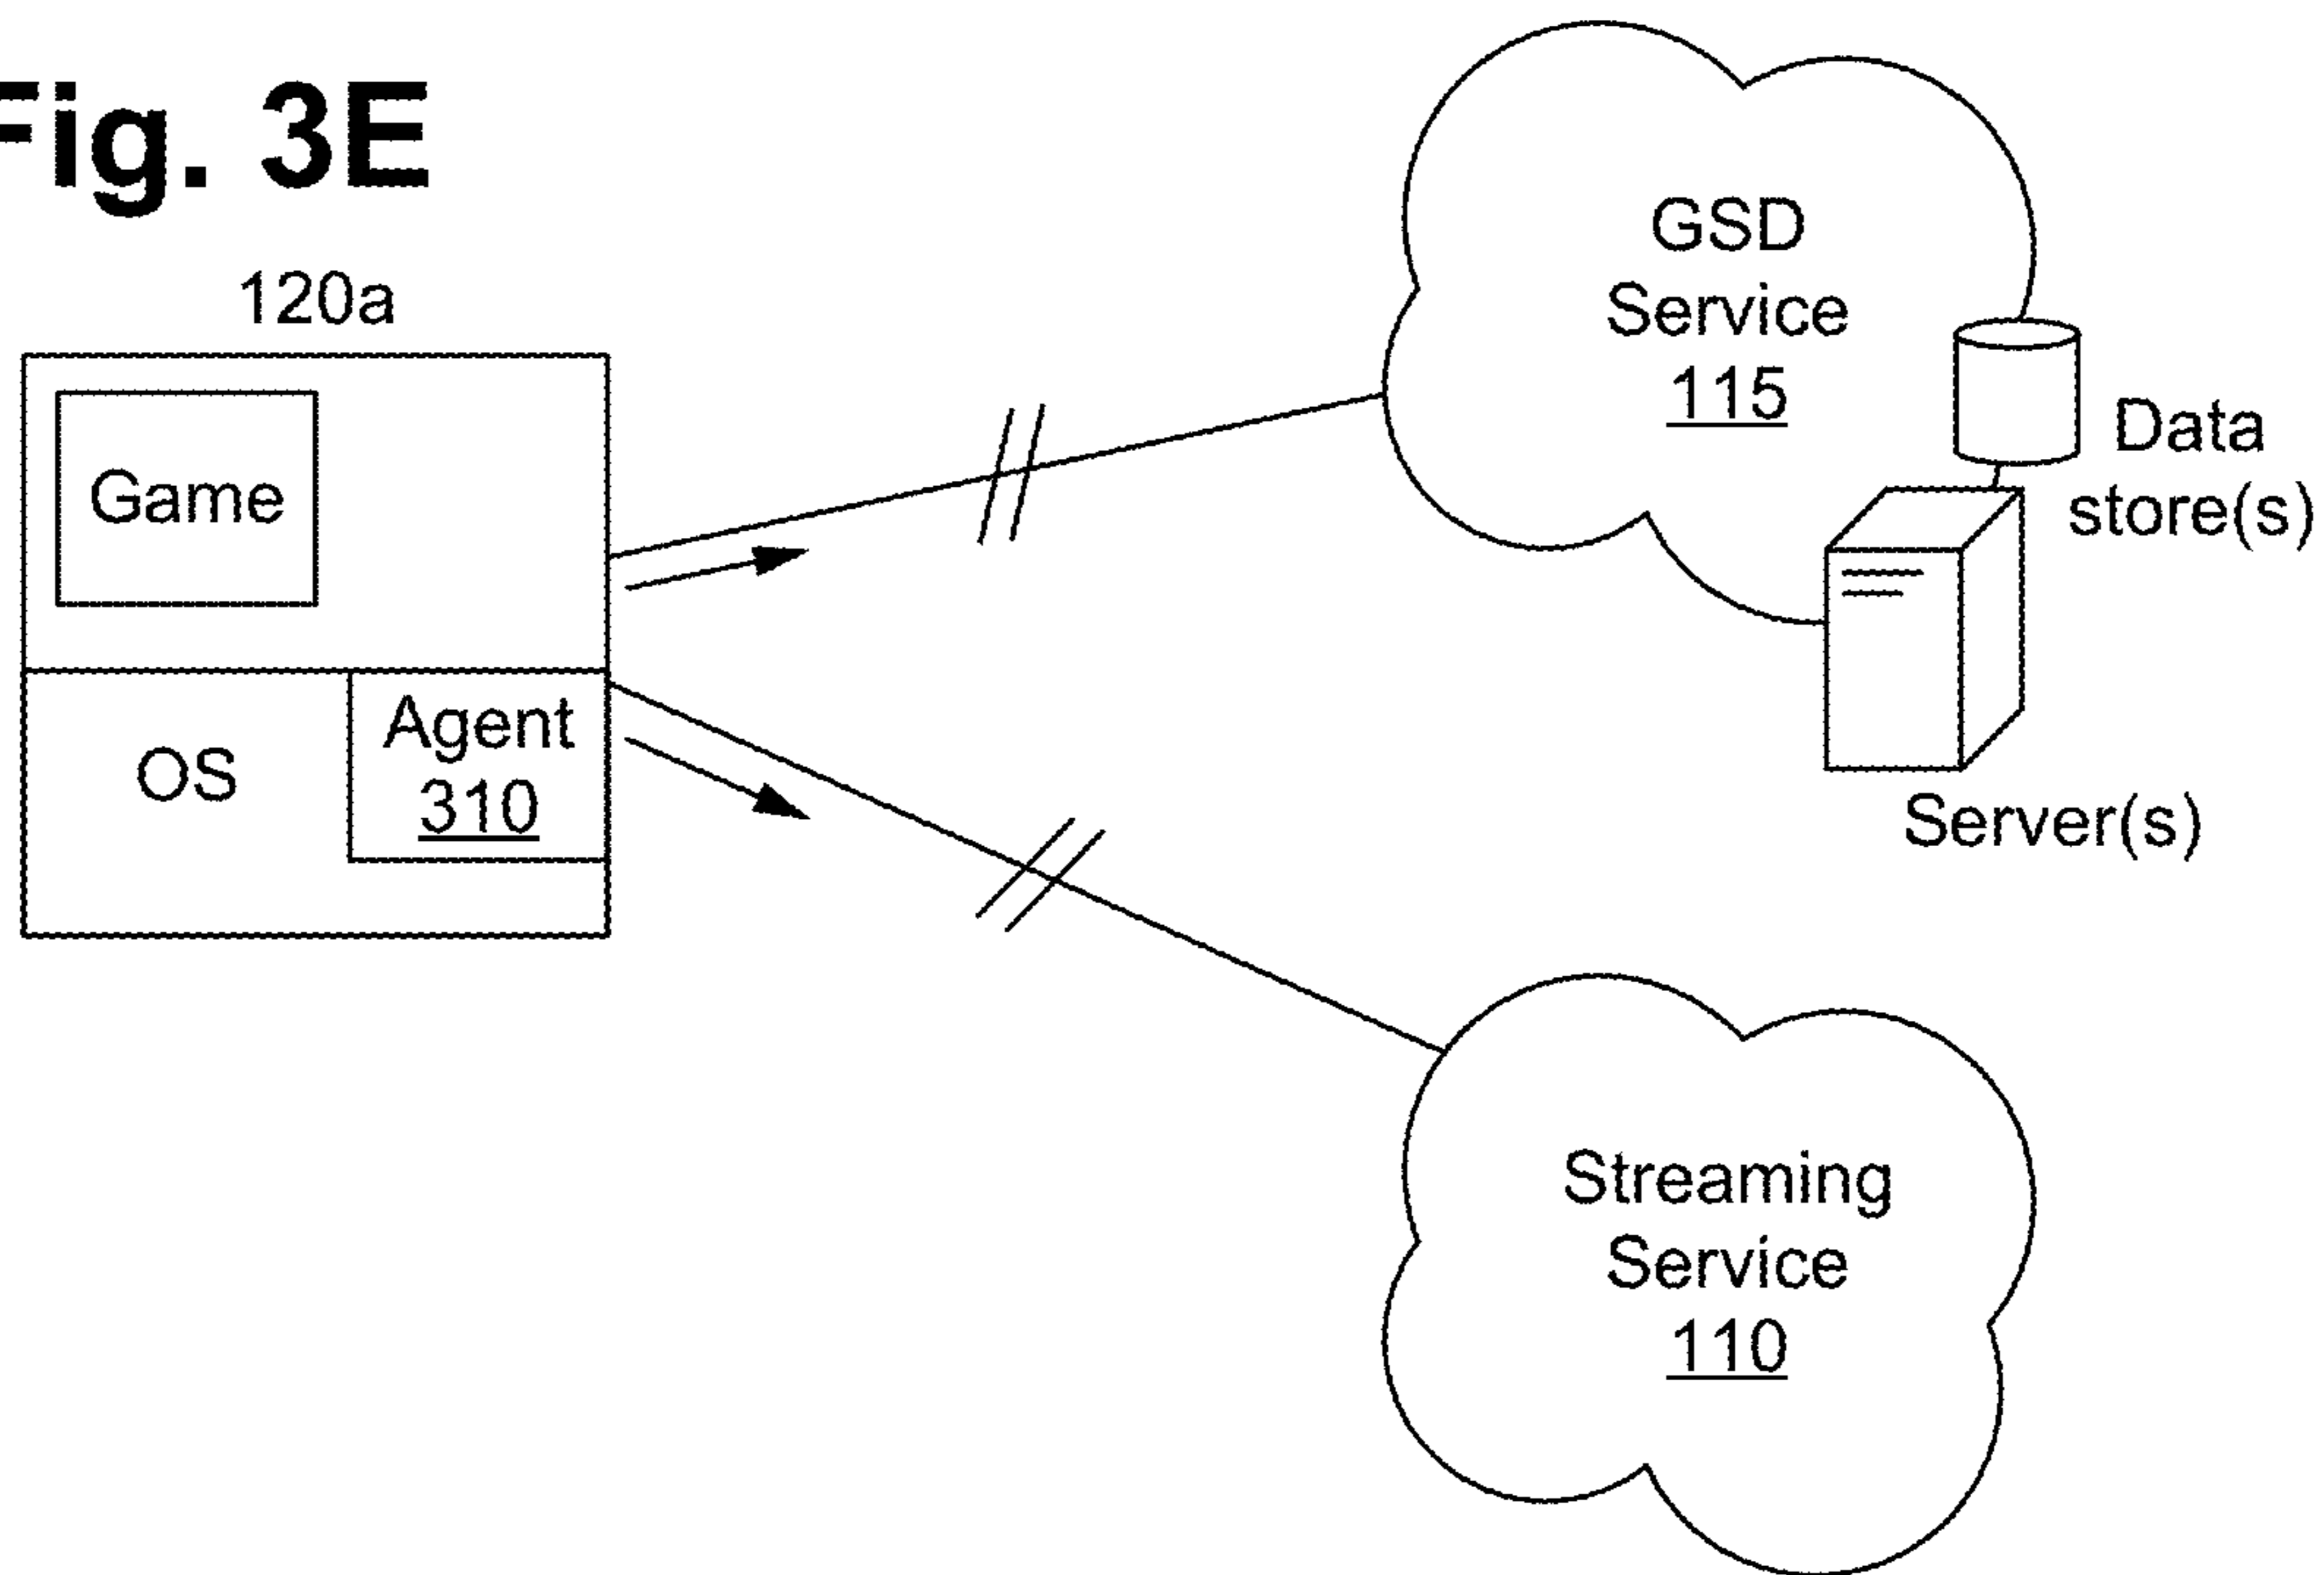 Fig. 3E
120a
Game
OS
Agent
310
GSD
Service
115
Data
store(s)
Server(s)
Streaming
Service
110